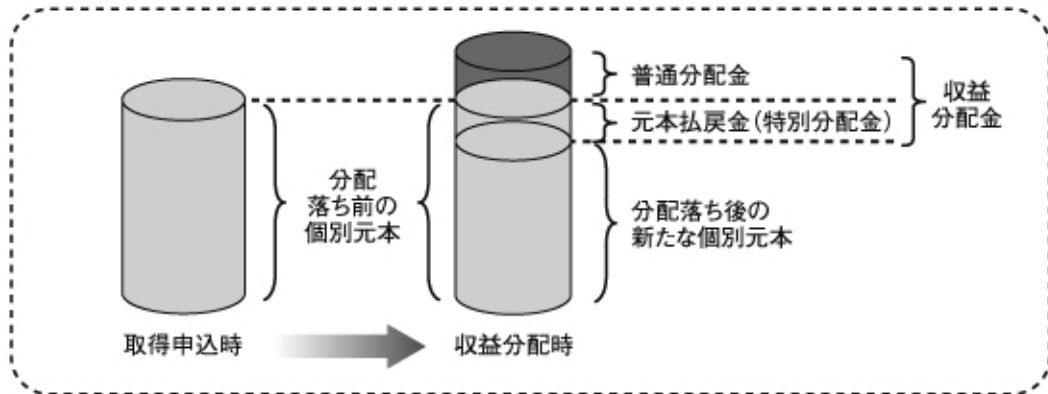 普通分配金
元本払戻金(特別分配金)
収益
分配金
分配
落ち前の
個別元本
分配落ち後の
新たな個別元本
取得申込時
収益分配時